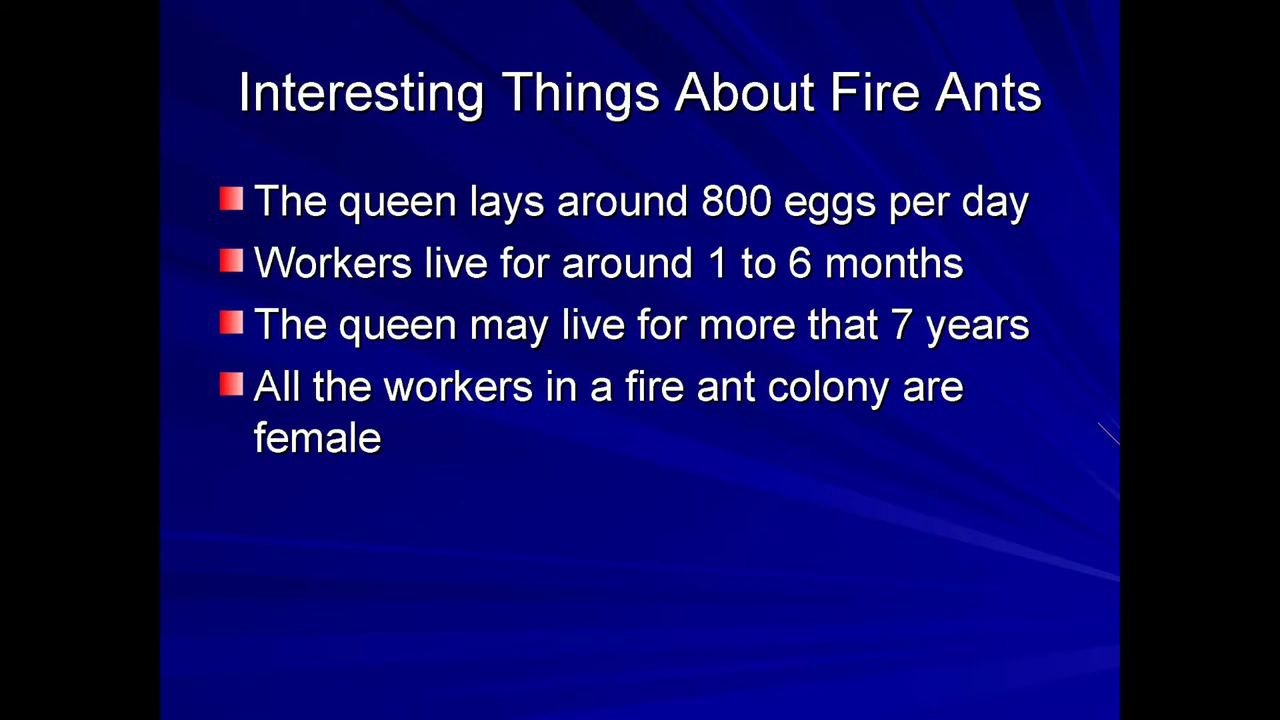 Interesting Things About Fire Ants
The queen lays around 800 eggs per day
Workers live for around 1 to 6 months
The queen may live for more that 7 years
All the workers in a fire ant colony are
female